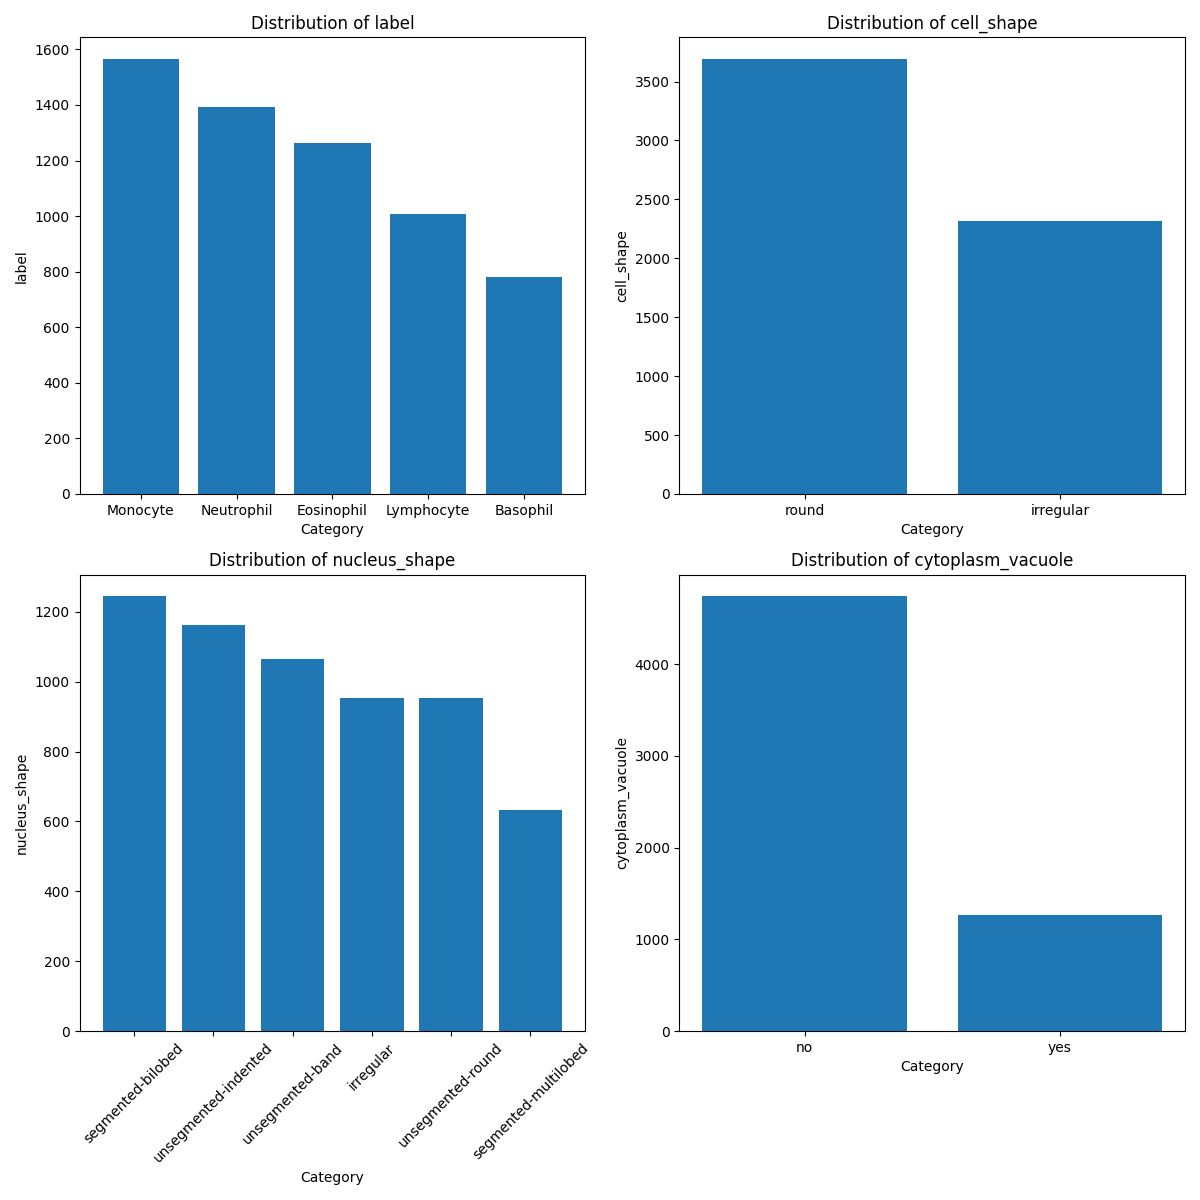 Distribution of label
1600
1400
1200
1000
800
600
400
200
0
label
Monocyte Neutrophil Eosinophil Lymphocyte Basophil
Category
Distribution of cell_shape
3500
3000
2500
2000
1500
1000
500
0
cell_shape
round irregular
Category
Distribution of nucleus_shape
1200
1000
800
600
400
200
0
nucleus_shape
segmented-bilobed
unsegmented-indented
unsegmented-band
irregular
unsegmented-round
segmented-multilobed
Category
Distribution of cytoplasm_vacuole
4000
3000
2000
1000
0
cytoplasm_vacuole
no yes
Category